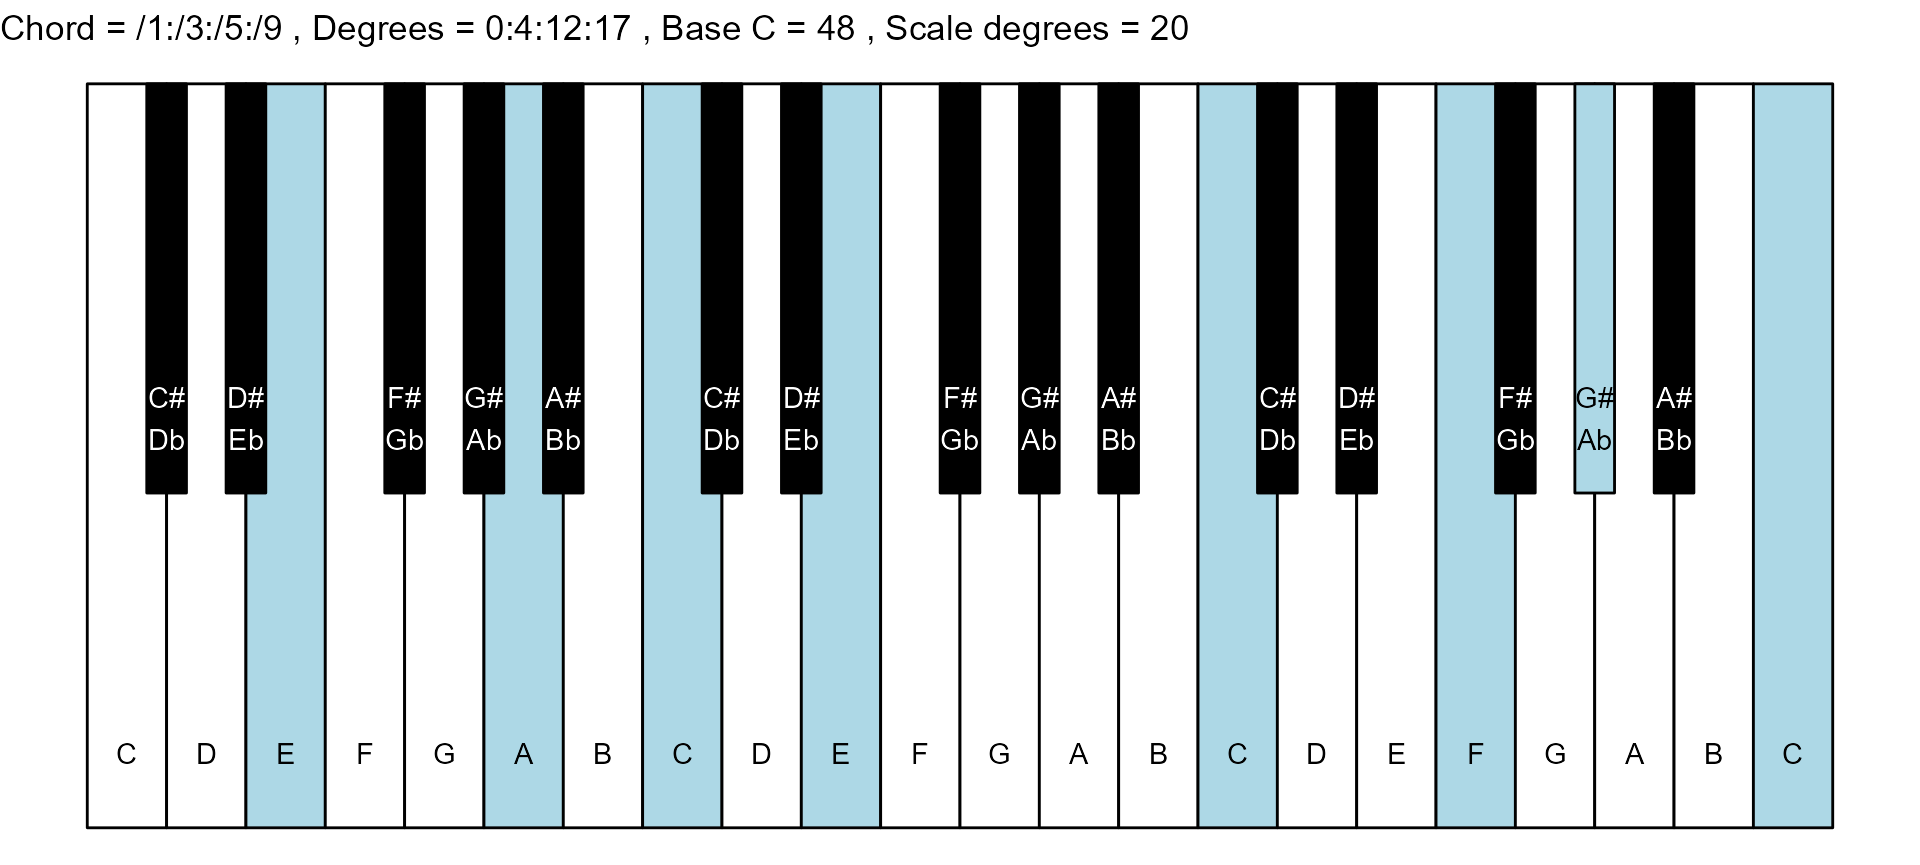 Chord = /1:/3:/5:/9 , Degrees = 0:4:12:17 , Base C = 48 , Scale degrees = 20
C# D# F# G# A# C# D# F# G# A# C# D# F# G# A#
Db Eb Gb Ab Bb Db Eb Gb Ab Bb Db Eb Gb Ab Bb
C D E F G A B C D E F G A B C D E F G A B C